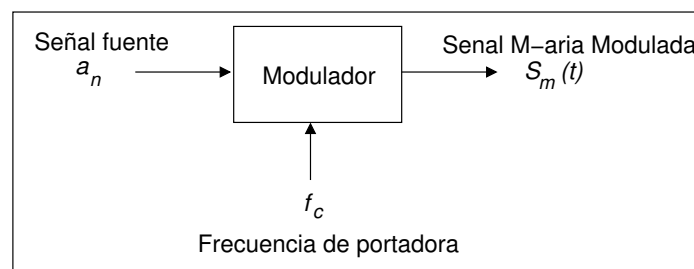 Señal fuente
a_n
Modulador
Senal M−aria Modulada
S_m (t)
f_c
Frecuencia de portadora